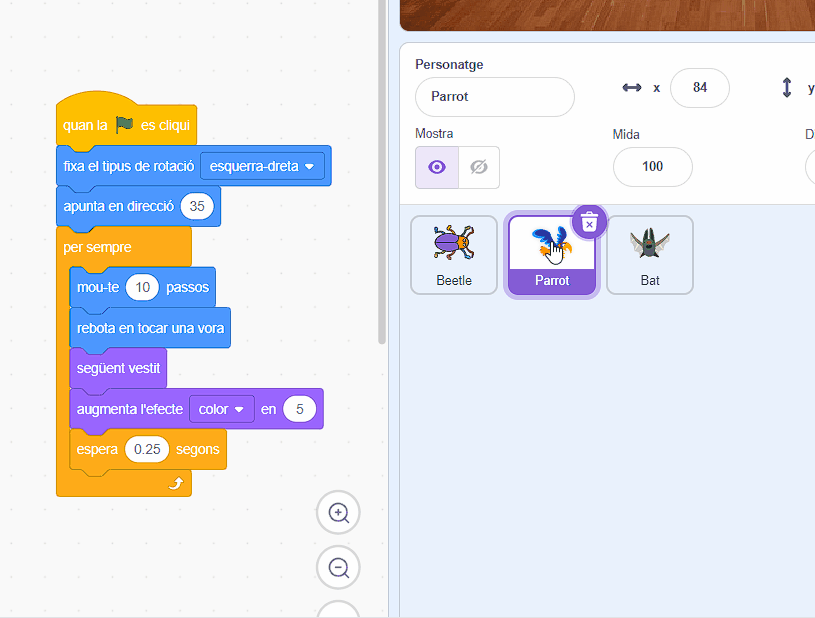 quan la es cliqui
fixa el tipus de rotació esquerra-dreta
apunta en direcció 35
per sempre
mou-te 10 passos
rebota en tocar una vora
següent vestit
augmenta l'efecte color en 5
espera 0.25 segons
Personatge
Parrot
x 84
y
Mostra
Mida
D
100
Beetle
Parrot
Bat